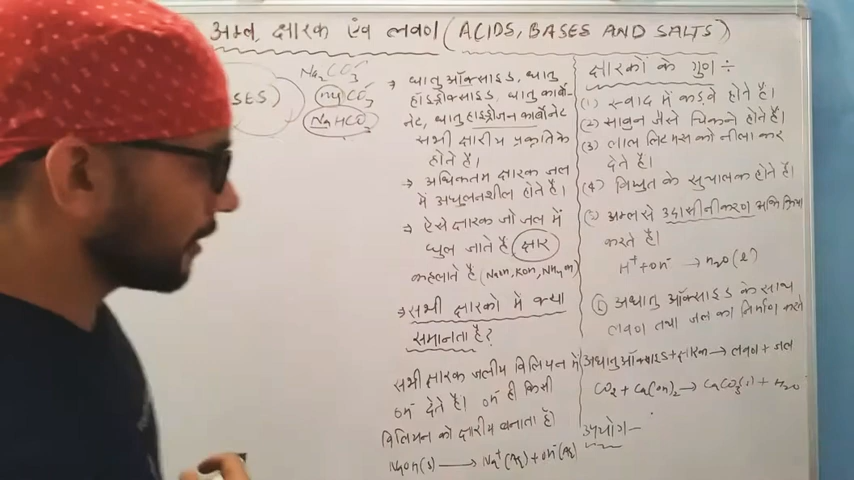 अम्ल, क्षारक एंव लवण (ACIDS, BASES AND SALTS)
SES)
Na₂CO₃
CO₃
NaHCO₃
→ धातु ऑक्साइड, धातु
हाइड्रोक्साइड, धातु कार्बो-
नेट, धातु हाइड्रोजन कार्बोनेट
सभी क्षारीय प्रकृति के
होते है।
→ अधिकतम क्षारक जल
में अघुलनशील होते है।
→ ऐसे क्षारक जो जल में
घुल जाते है, क्षार
कहलाते है (NaOH, KOH, NH₄OH)
→ सभी क्षारको में क्या
समानता है?
सभी क्षारक जलीय विलियन में
OH⁻ देते है। OH⁻ ही किसी
विलियन को क्षारीय बनाता है।
NaOH(s) → Na⁺(Aq) + OH⁻(Aq)
क्षारकों के गुण ÷
(1) स्वाद में कड़वे होते है।
(2) साबुन जैसे चिकने होते है।
(3) लाल लिटमस को नीला कर
देते है।
(4) विधुत के सुचालक होते है।
(5) अम्ल से उदासीनीकरण अभिक्रिया
करते है।
H⁺ + OH⁻ → H₂O(l)
(6) अधातु ऑक्साइड के साथ
लवण तथा जल का निर्माण करते
अधातु ऑक्साइड + क्षारक → लवण + जल
CO₂ + Ca(OH)₂ → CaCO₃(s) + H₂O
उपयोग -